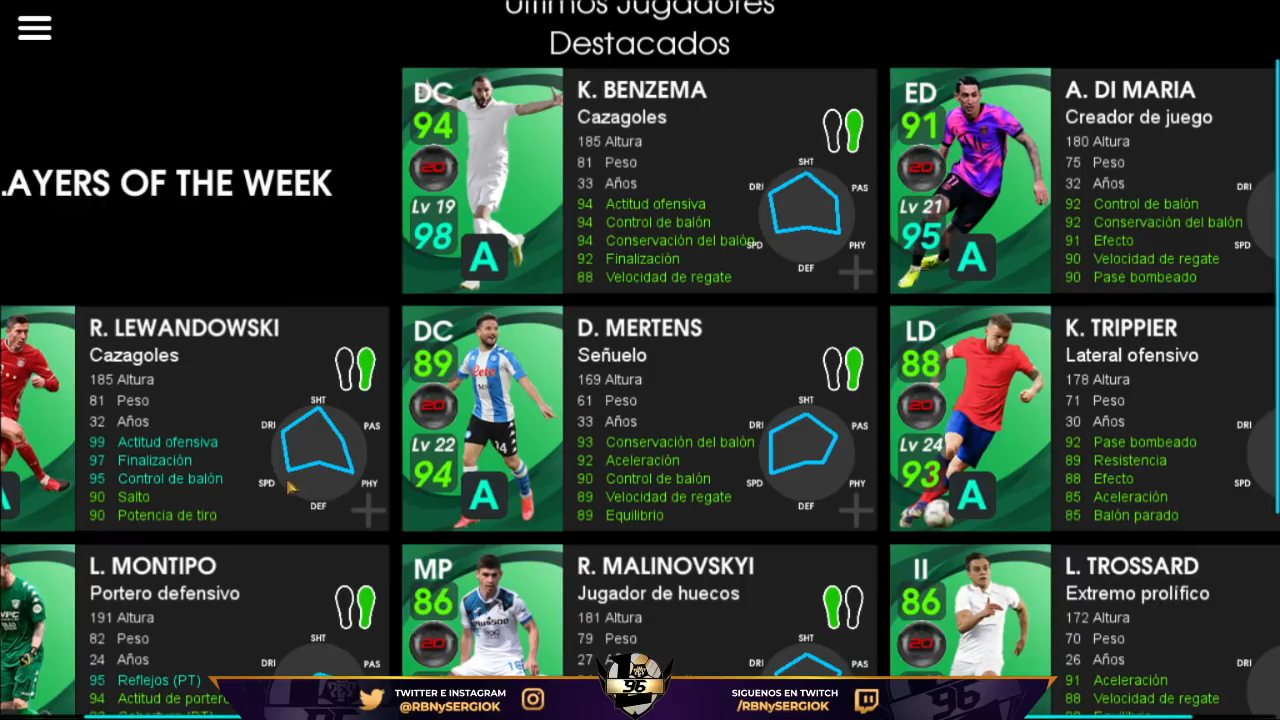 Últimos Jugadores
Destacados
.AYERS OF THE WEEK
DC
94
20
Lv 19
98
A
K. BENZEMA
Cazagoles
185 Altura
81 Peso
33 Años
94 Actitud ofensiva
94 Control de balón
94 Conservación del balón
92 Finalización
88 Velocidad de regate
SHT
DRI
PAS
SPD
PHY
DEF
ED
91
20
Lv 21
95
A
A. DI MARIA
Creador de juego
180 Altura
75 Peso
32 Años
92 Control de balón
92 Conservación del balón
91 Efecto
90 Velocidad de regate
90 Pase bombeado
DRI
SPD
R. LEWANDOWSKI
Cazagoles
185 Altura
81 Peso
32 Años
99 Actitud ofensiva
97 Finalización
95 Control de balón
90 Salto
90 Potencia de tiro
SHT
DRI
PAS
SPD
PHY
DEF
DC
89
20
Lv 22
94
A
D. MERTENS
Señuelo
169 Altura
61 Peso
33 Años
93 Conservación del balón
92 Aceleración
90 Control de balón
89 Velocidad de regate
89 Equilibrio
SHT
DRI
PAS
SPD
PHY
DEF
LD
88
20
Lv 24
93
A
K. TRIPPIER
Lateral ofensivo
178 Altura
71 Peso
30 Años
92 Pase bombeado
89 Resistencia
88 Efecto
85 Aceleración
85 Balón parado
DRI
SPD
L. MONTIPO
Portero defensivo
191 Altura
82 Peso
24 Años
95 Reflejos (PT)
94 Actitud de portero
SHT
DRI
PAS
MP
86
20
R. MALINOVSKYI
Jugador de huecos
181 Altura
79 Peso
27
SHT
DRI
PAS
II
86
20
L. TROSSARD
Extremo prolífico
172 Altura
70 Peso
26 Años
91 Aceleración
88 Velocidad de regate
DRI
TWITTER E INSTAGRAM
@RBNySERGIOK
96
SIGUENOS EN TWITCH
/RBNySERGIOK